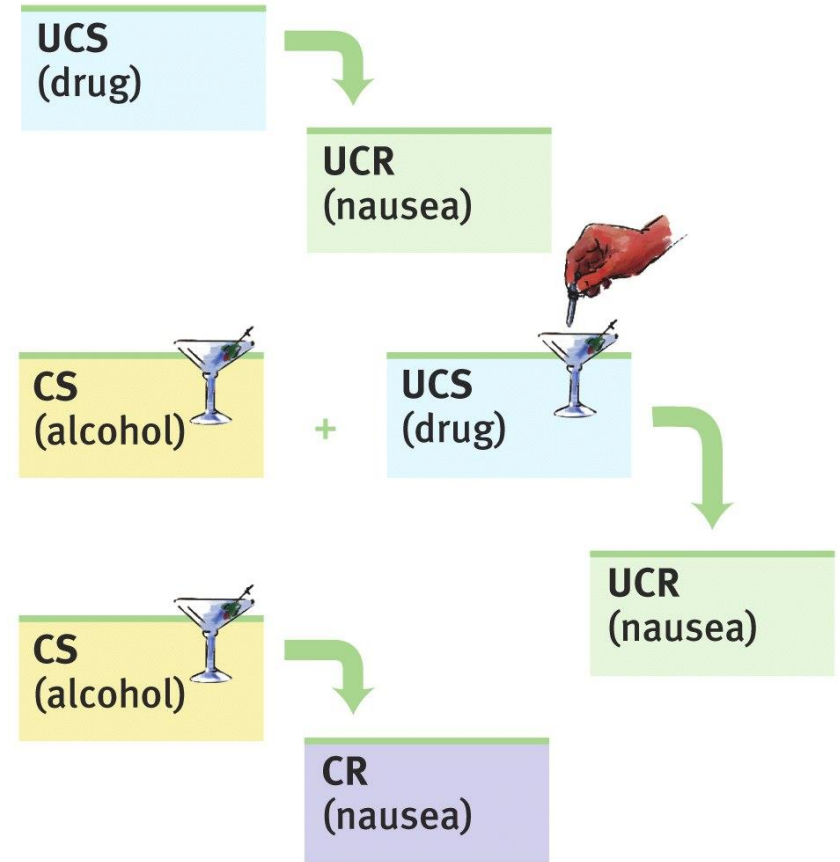 UCS
(drug)
UCR
(nausea)
CS
(alcohol)
+
UCS
(drug)
UCR
(nausea)
CS
(alcohol)
CR
(nausea)